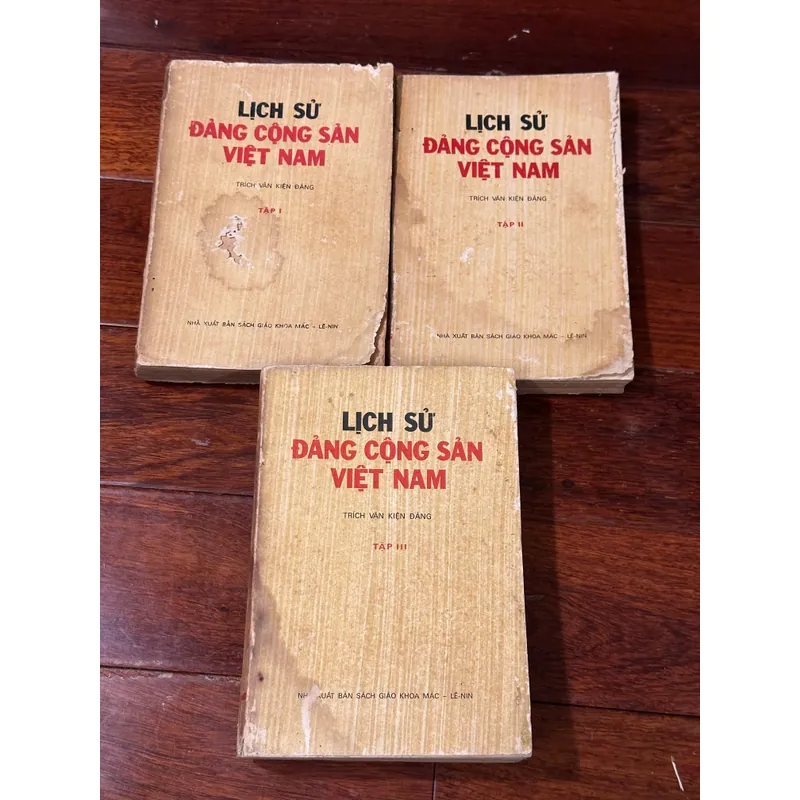 LỊCH SỬ
ĐẢNG CỘNG SẢN
VIỆT NAM
TRÍCH VĂN KIỆN ĐẢNG
TẬP I
NHÀ XUẤT BẢN SÁCH GIÁO KHOA MÁC - LÊ-NIN
LỊCH SỬ
ĐẢNG CỘNG SẢN
VIỆT NAM
TRÍCH VĂN KIỆN ĐẢNG
TẬP II
NHÀ XUẤT BẢN SÁCH GIÁO KHOA MÁC - LÊ-NIN
LỊCH SỬ
ĐẢNG CỘNG SẢN
VIỆT NAM
TRÍCH VĂN KIỆN ĐẢNG
TẬP III
NHÀ XUẤT BẢN SÁCH GIÁO KHOA MÁC - LÊ-NIN